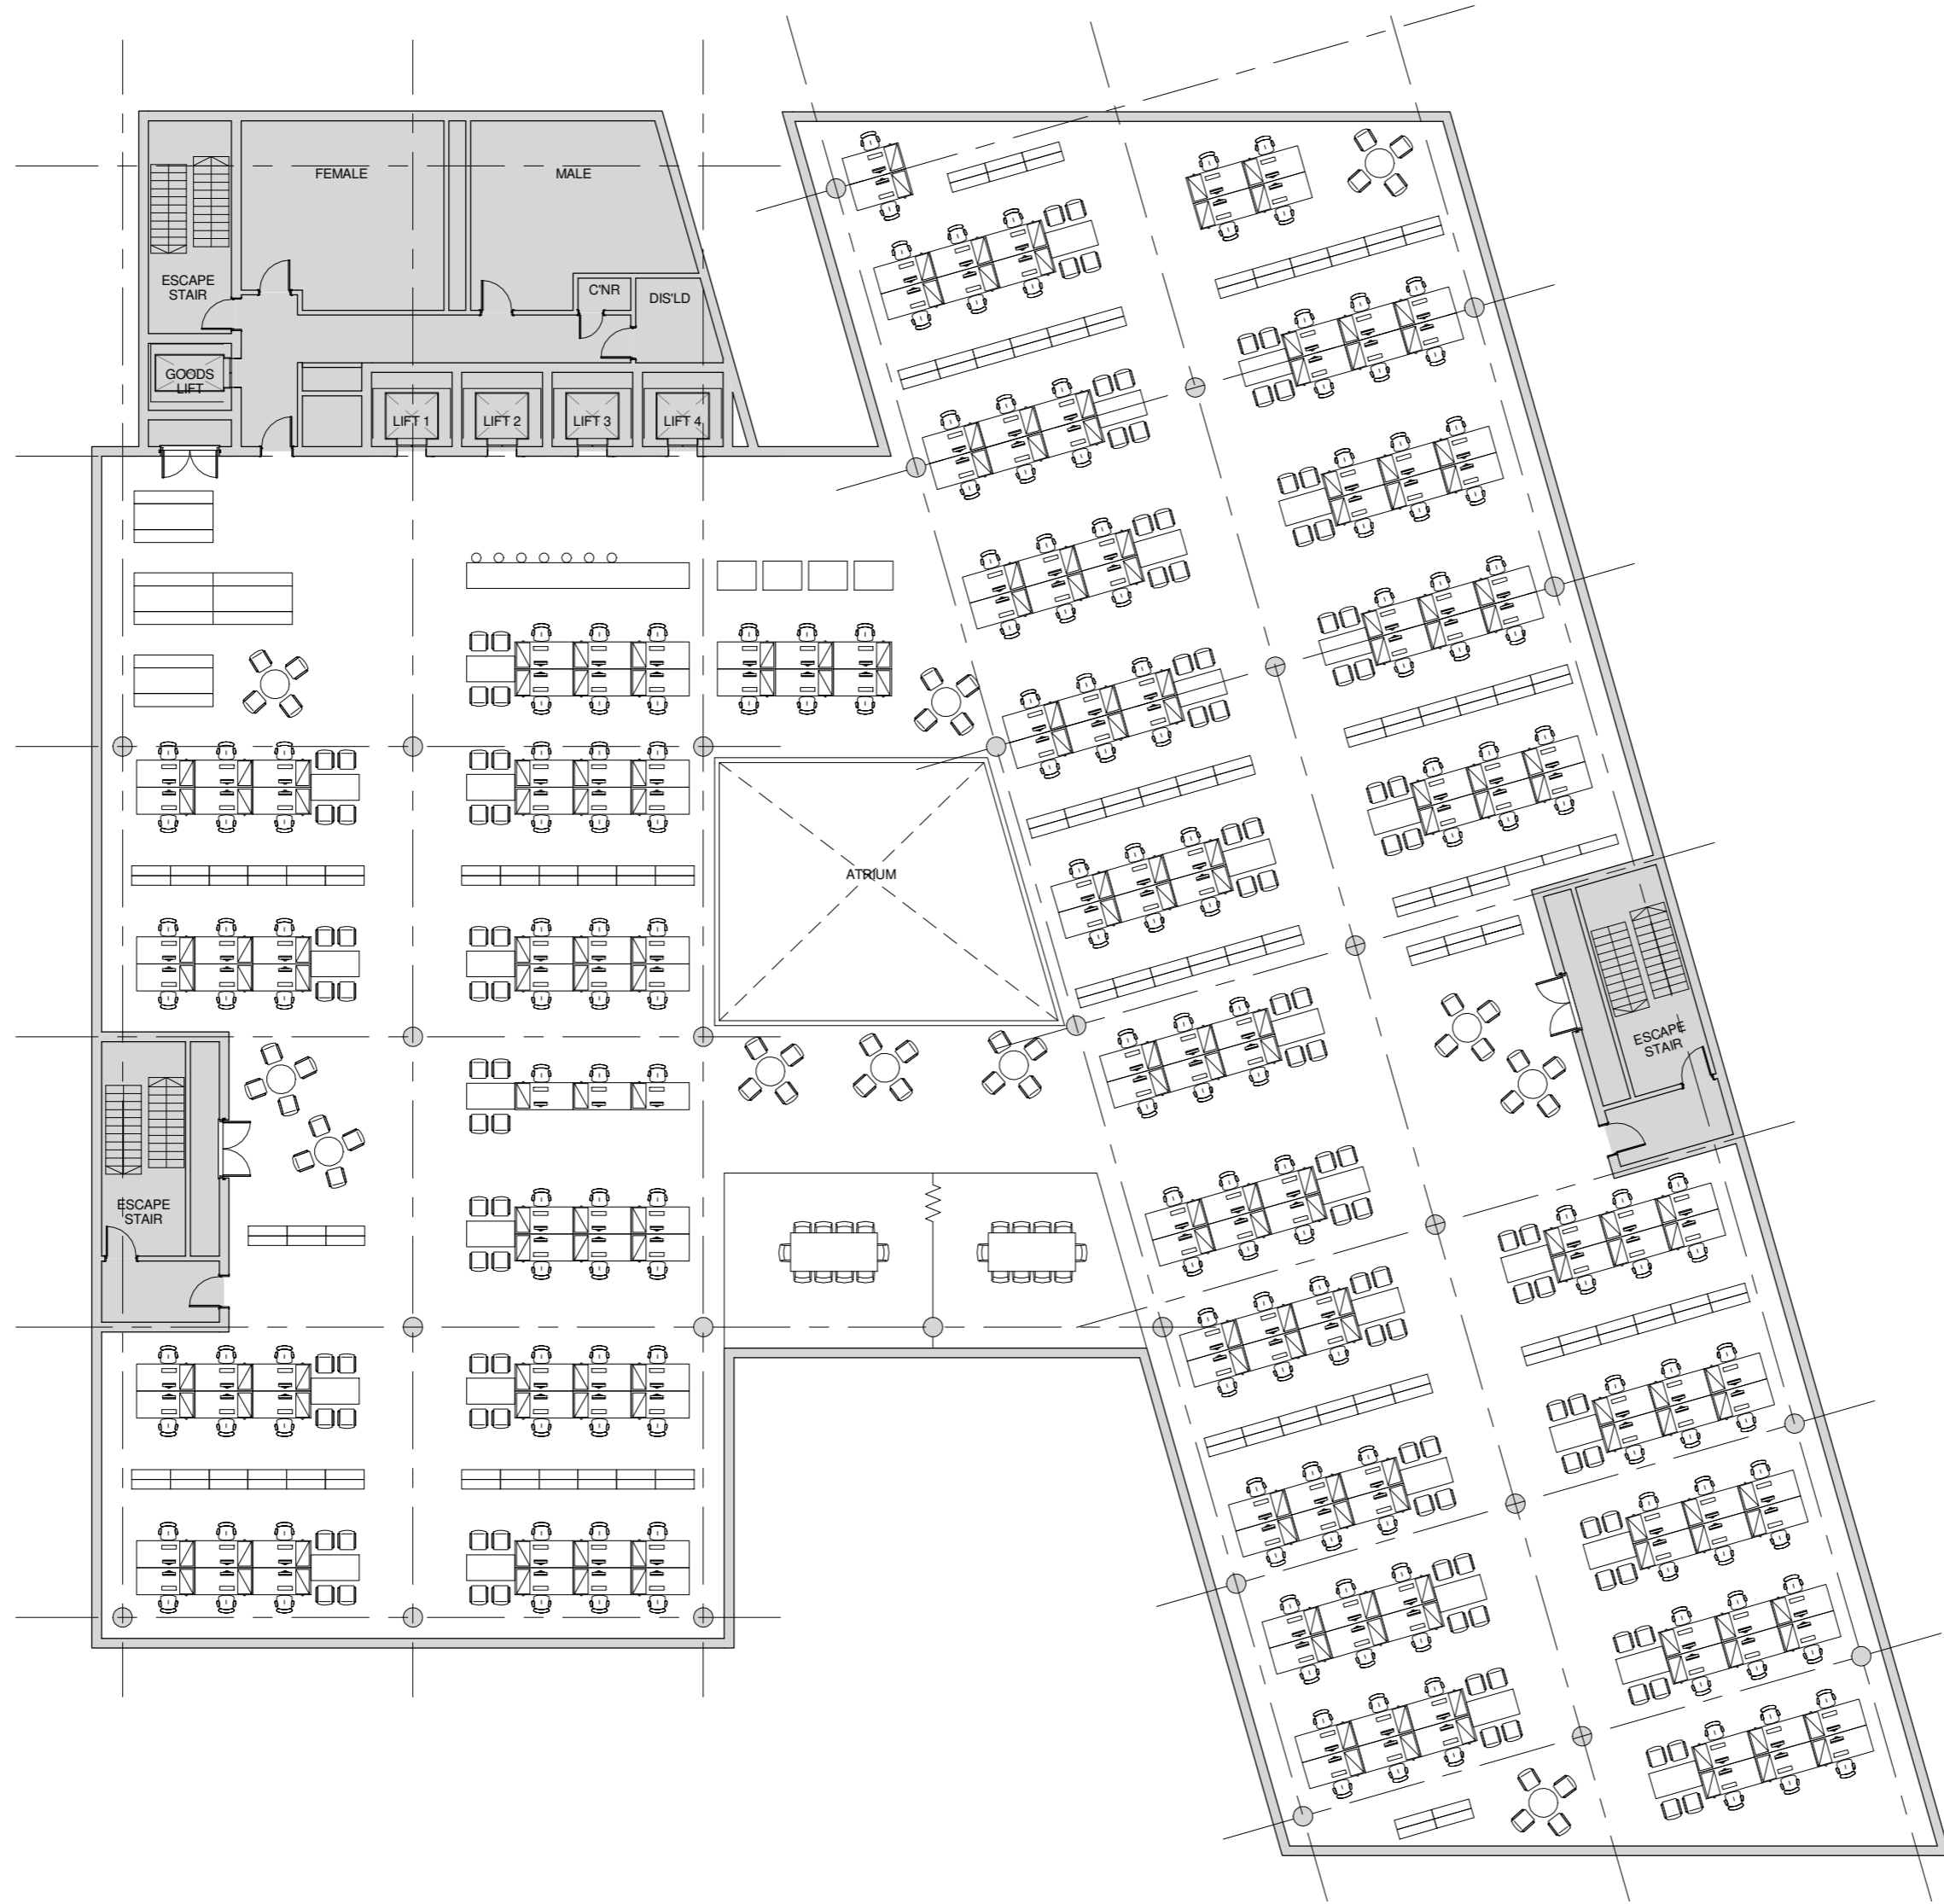 FEMALE
MALE
ESCAPE
STAIR
C'NR
DIS'LD
GOODS
LIFT
LIFT 1
LIFT 2
LIFT 3
LIFT 4
ATRIUM
ESCAPE
STAIR
ESCAPE
STAIR